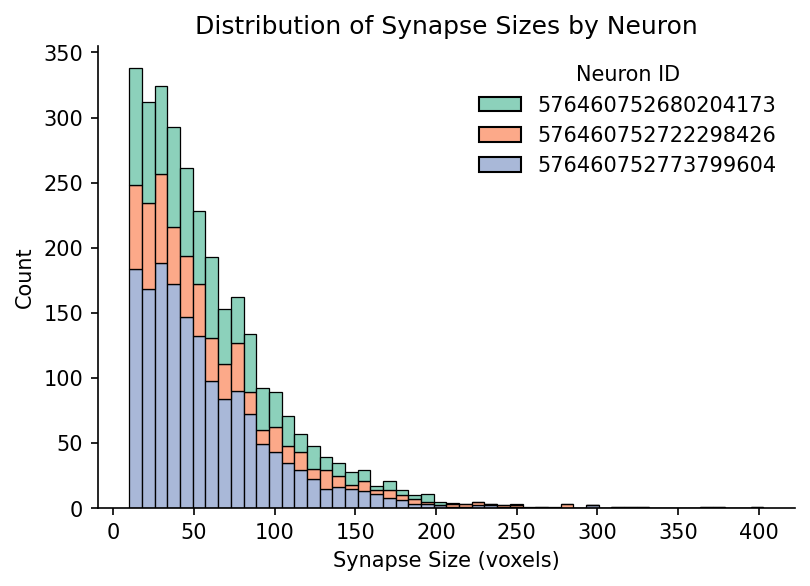 Distribution of Synapse Sizes by Neuron
Neuron ID
576460752680204173
576460752722298426
576460752773799604
Count
350
300
250
200
150
100
50
0
0 50 100 150 200 250 300 350 400
Synapse Size (voxels)